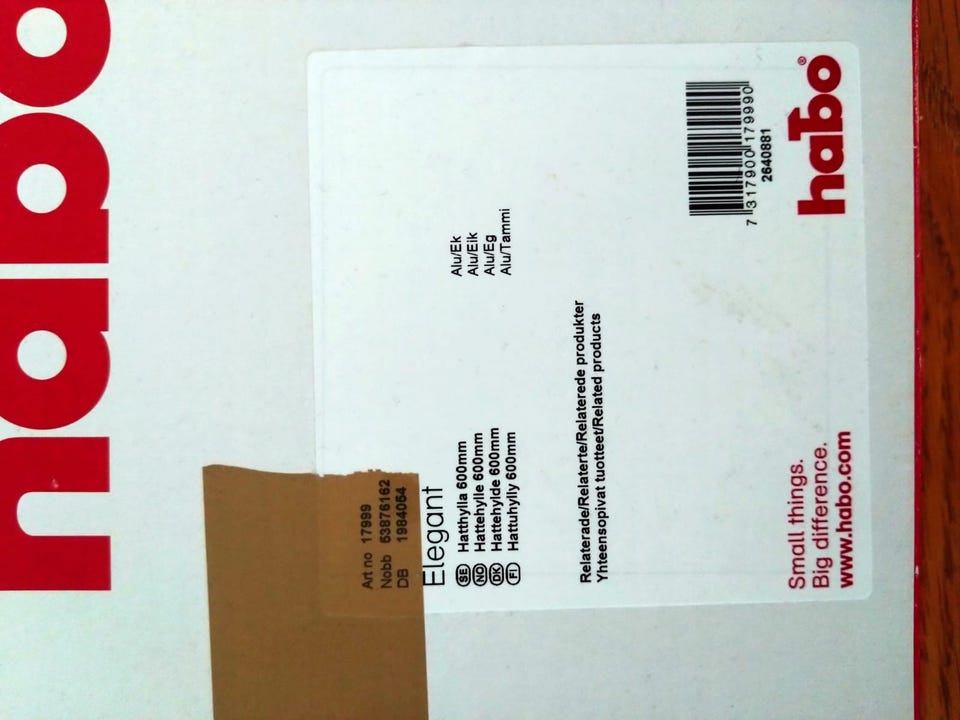 habo
Art no 17999
Nobb 53876162
DB 1984054
Elegant
SE Hatthylla 600mm Alu/Ek
NO Hattehylle 600mm Alu/Eik
DK Hattehylde 600mm Alu/Eg
FI Hattuhylly 600mm Alu/Tammi
Relaterade/Relaterte/Relaterede produkter
Yhteensopivat tuotteet/Related products
7 317900 179990
2640881
Small things.
Big difference.
www.habo.com
habo®